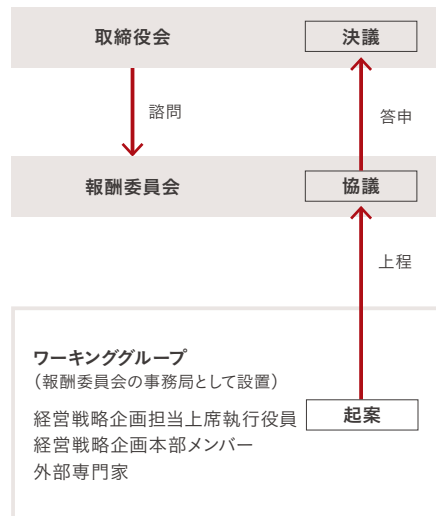 取締役会
決議
諮問
答申
報酬委員会
協議
上程
ワーキンググループ
（報酬委員会の事務局として設置）
経営戦略企画担当上席執行役員
起案
経営戦略企画本部メンバー
外部専門家